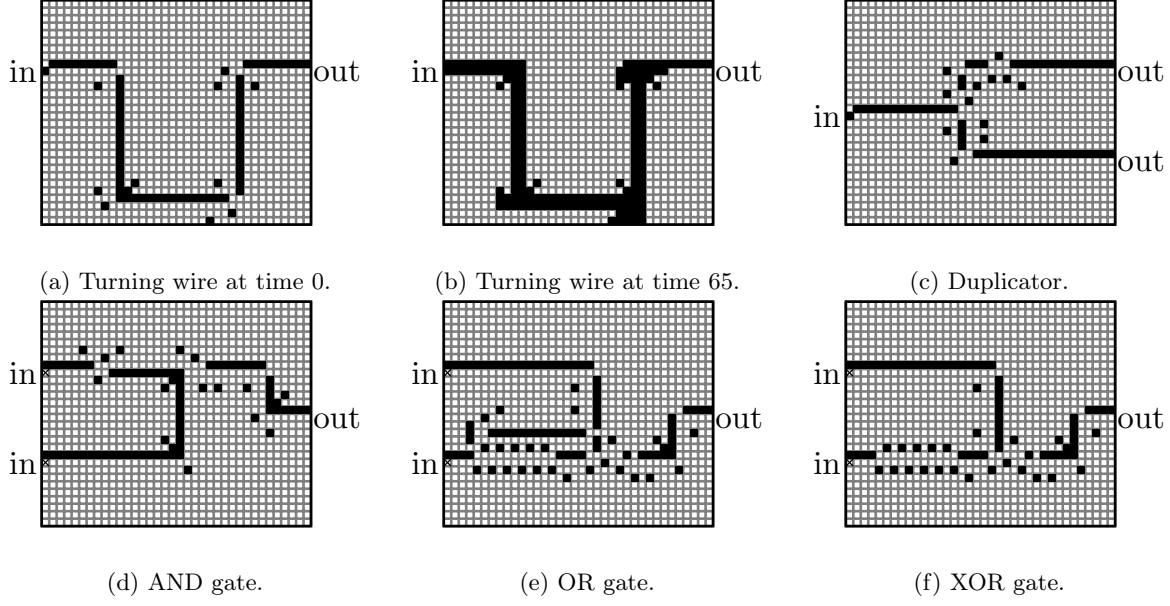 in out in out in out
out
(a) Turning wire at time 0. (b) Turning wire at time 65. (c) Duplicator.
in out in out in out
in in in
(d) AND gate. (e) OR gate. (f) XOR gate.